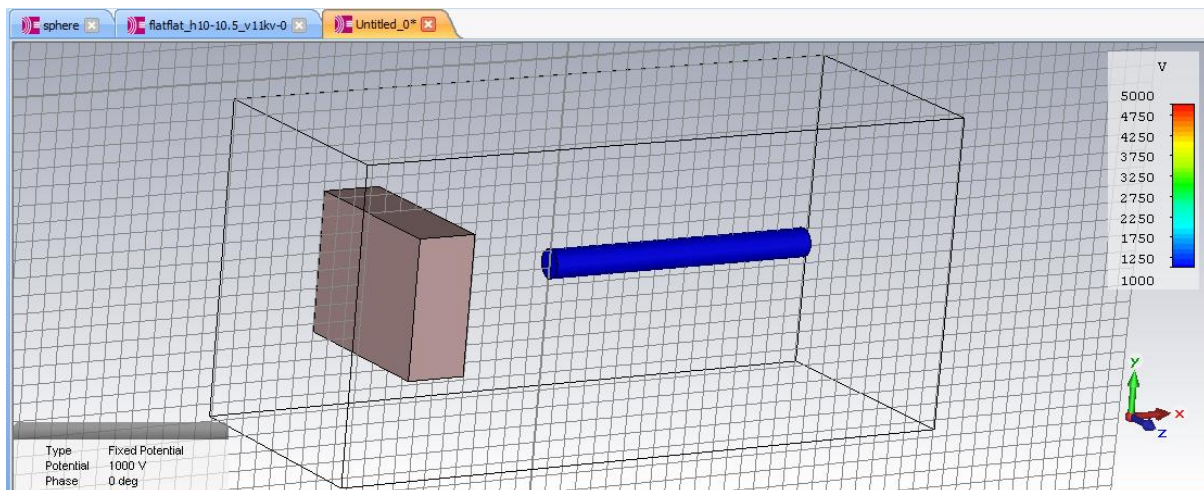 sphere flatflat_h10-10.5_v11kv-0 Untitled_0*
V
5000
4750
4250
3750
3250
2750
2250
1750
1250
1000
y
x
z
Type Fixed Potential
Potential 1000 V
Phase 0 deg